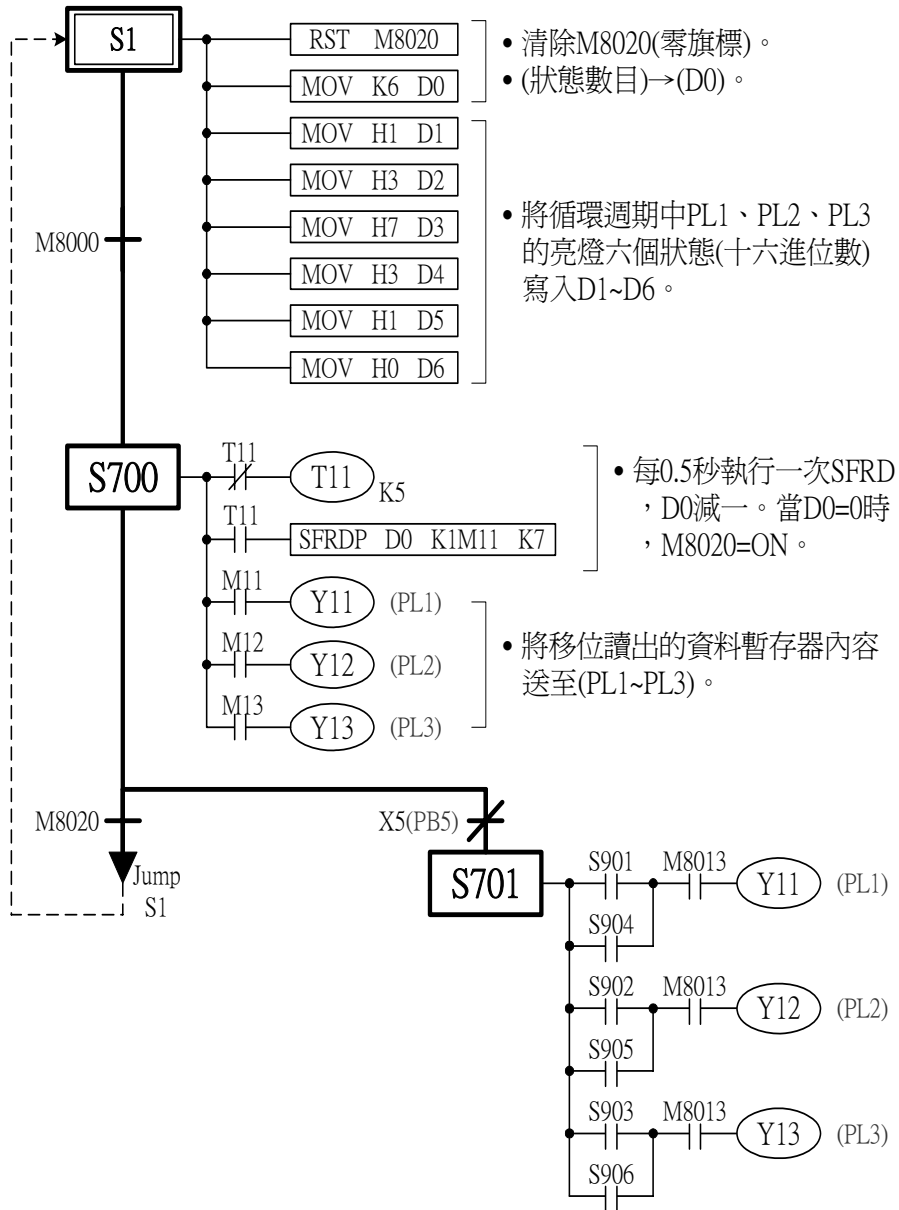 S1
RST M8020
MOV K6 D0
MOV H1 D1
MOV H3 D2
MOV H7 D3
MOV H3 D4
MOV H1 D5
MOV H0 D6
•清除M8020(零旗標)。
•(狀態數目)→(D0)。
•將循環週期中PL1、PL2、PL3
的亮燈六個狀態(十六進位數)
寫入D1~D6。
M8000
S700
T11
T11
K5
T11
SFRDP D0 K1M11 K7
M11
Y11
(PL1)
M12
Y12
(PL2)
M13
Y13
(PL3)
•每0.5秒執行一次SFRD
,D0減一。當D0=0時
,M8020=ON。
•將移位讀出的資料暫存器內容
送至(PL1~PL3)。
M8020
Jump
S1
X5(PB5)
S701
S901
M8013
Y11
(PL1)
S904
S902
M8013
Y12
(PL2)
S905
S903
M8013
Y13
(PL3)
S906